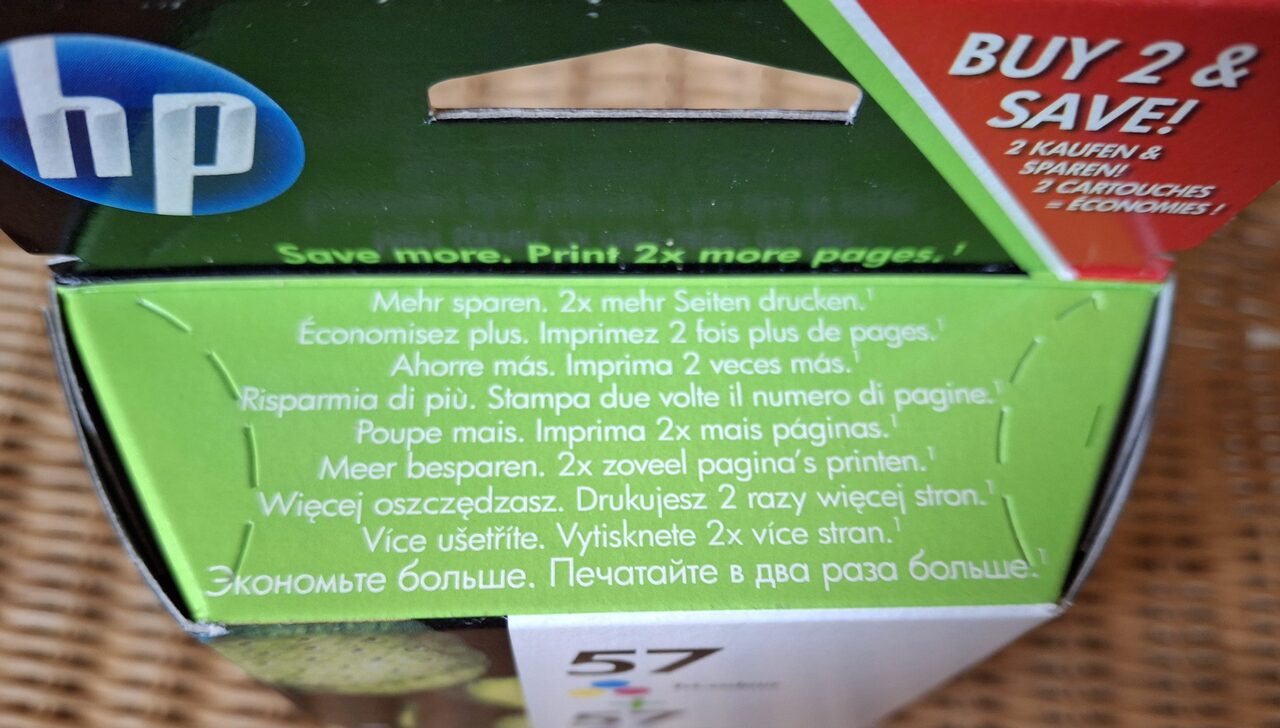 hp
BUY 2 &
SAVE!
2 KAUFEN &
SPAREN!
2 CARTOUCHES
= ÉCONOMIES !
Save more. Print 2x more pages.¹
Mehr sparen. 2x mehr Seiten drucken.¹
Économisez plus. Imprimez 2 fois plus de pages.¹
Ahorre más. Imprima 2 veces más.¹
Risparmia di più. Stampa due volte il numero di pagine.¹
Poupe mais. Imprima 2x mais páginas.¹
Meer besparen. 2x zoveel pagina's printen.¹
Więcej oszczędzasz. Drukujesz 2 razy więcej stron.¹
Více ušetříte. Vytisknete 2x více stran.¹
Экономьте больше. Печатайте в два раза больше.¹
57
57